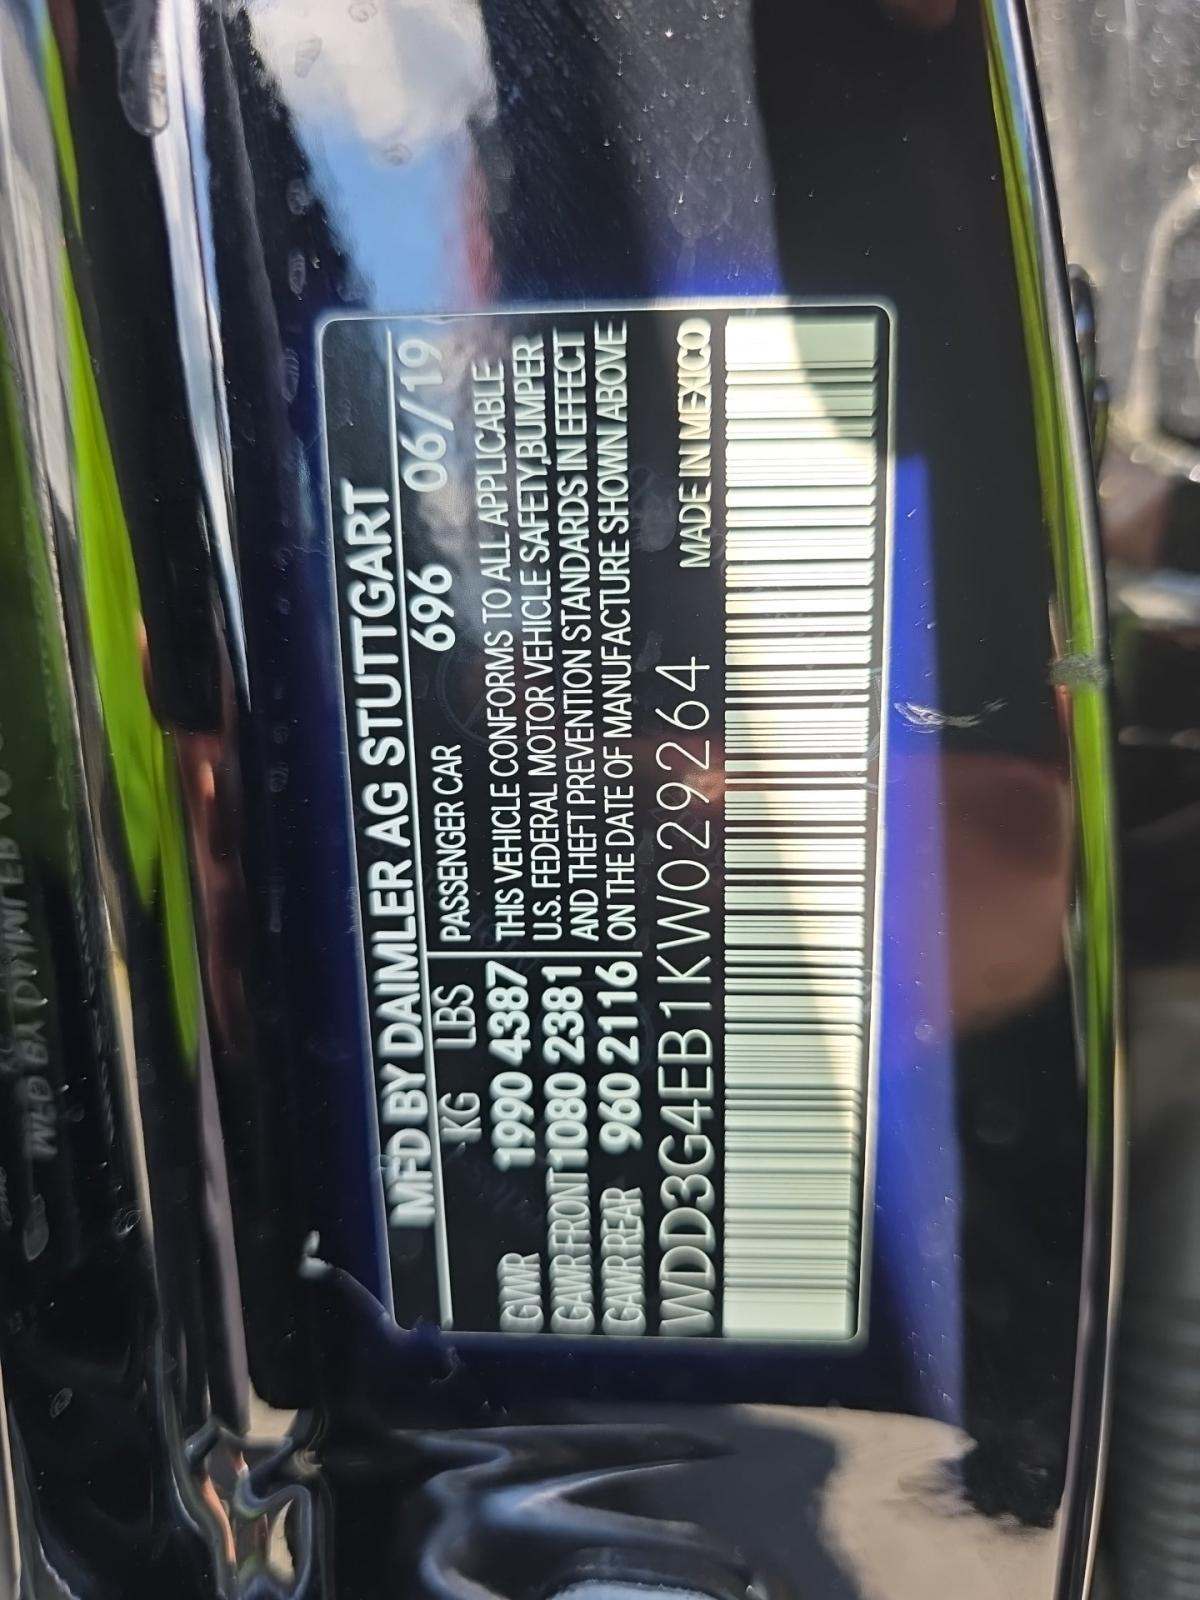 MFD BY DAIMLER AG STUTTGART
KG LBS PASSENGER CAR 696 06/19
GVWR 1990 4387 THIS VEHICLE CONFORMS TO ALL APPLICABLE
U.S. FEDERAL MOTOR VEHICLE SAFETY,BUMPER
GAWR FRONT 1080 2381 AND THEFT PREVENTION STANDARDS IN EFFECT
GAWR REAR 960 2116 ON THE DATE OF MANUFACTURE SHOWN ABOVE
WDD3G4EB1KW029264 MADE IN MEXICO